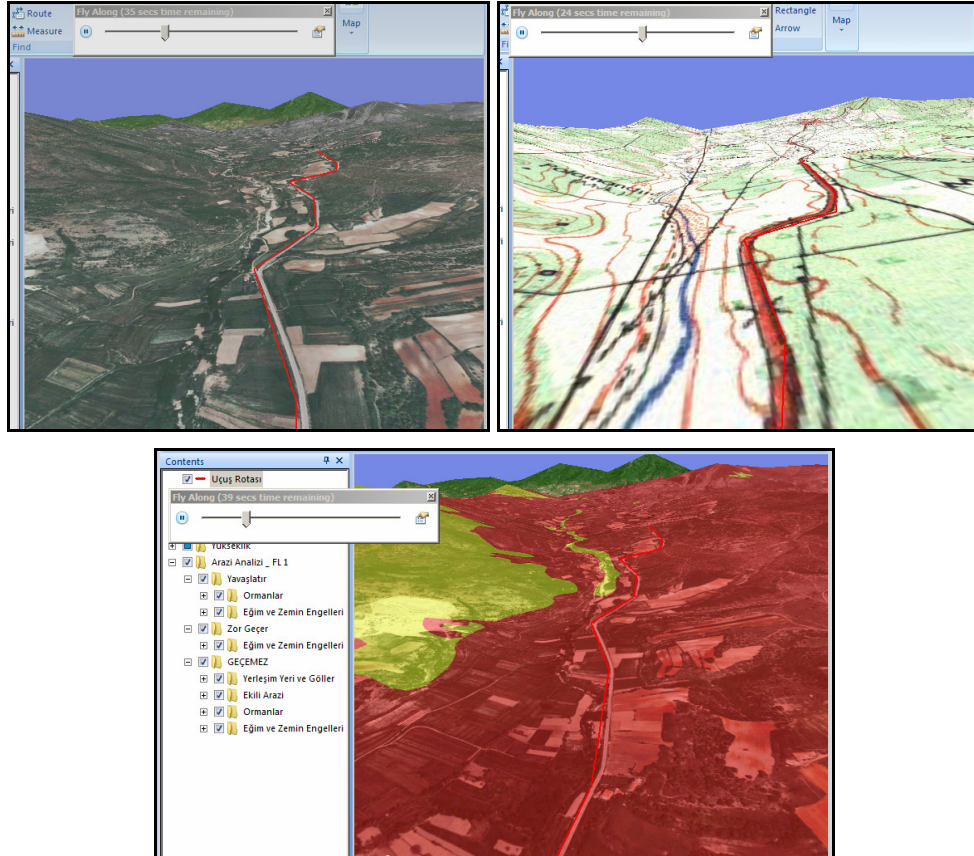 Route
Measure
Find
Fly Along (35 secs time remaining)
Map
Fly Along (24 secs time remaining)
Rectangle
Arrow
Map
Contents
Uçuş Rotası
Fly Along (39 secs time remaining)
Yükseklik
Arazi Analizi _ FL 1
Yavaşlatır
Ormanlar
Eğim ve Zemin Engelleri
Zor Geçer
Eğim ve Zemin Engelleri
GEÇEMEZ
Yerleşim Yeri ve Göller
Ekili Arazi
Ormanlar
Eğim ve Zemin Engelleri